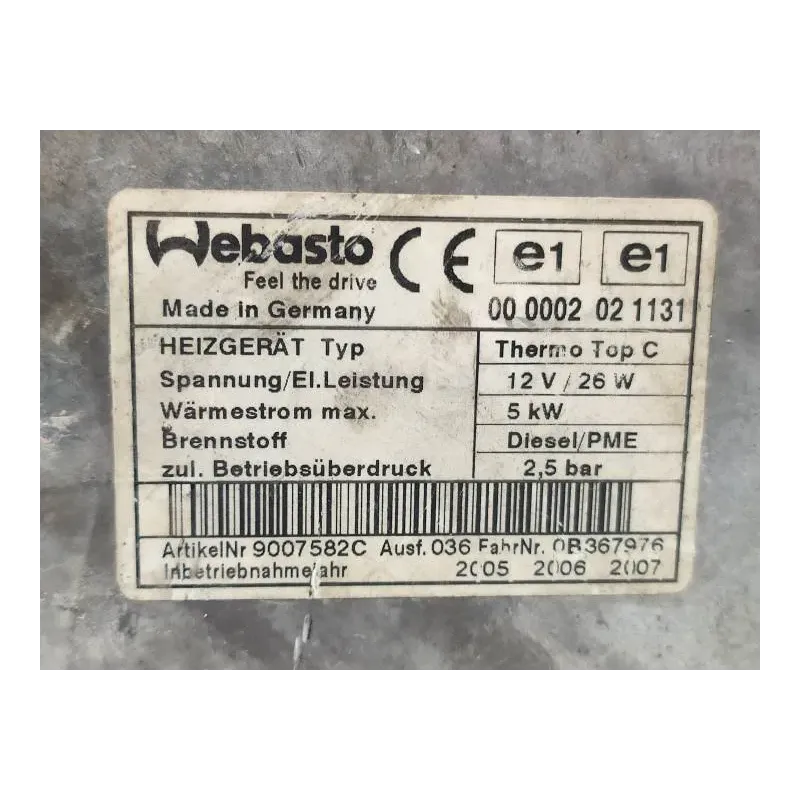 Webasto CE e1 e1
Feel the drive
Made in Germany 00 0002 02 1131
HEIZGERÄT Typ Thermo Top C
Spannung/El.Leistung 12 V / 26 W
Wärmestrom max. 5 kW
Brennstoff Diesel/PME
zul. Betriebsüberdruck 2,5 bar
ArtikelNr 9007582C Ausf. 036 FahrNr. 0B367976
Inbetriebnahmejahr 2005 2006 2007